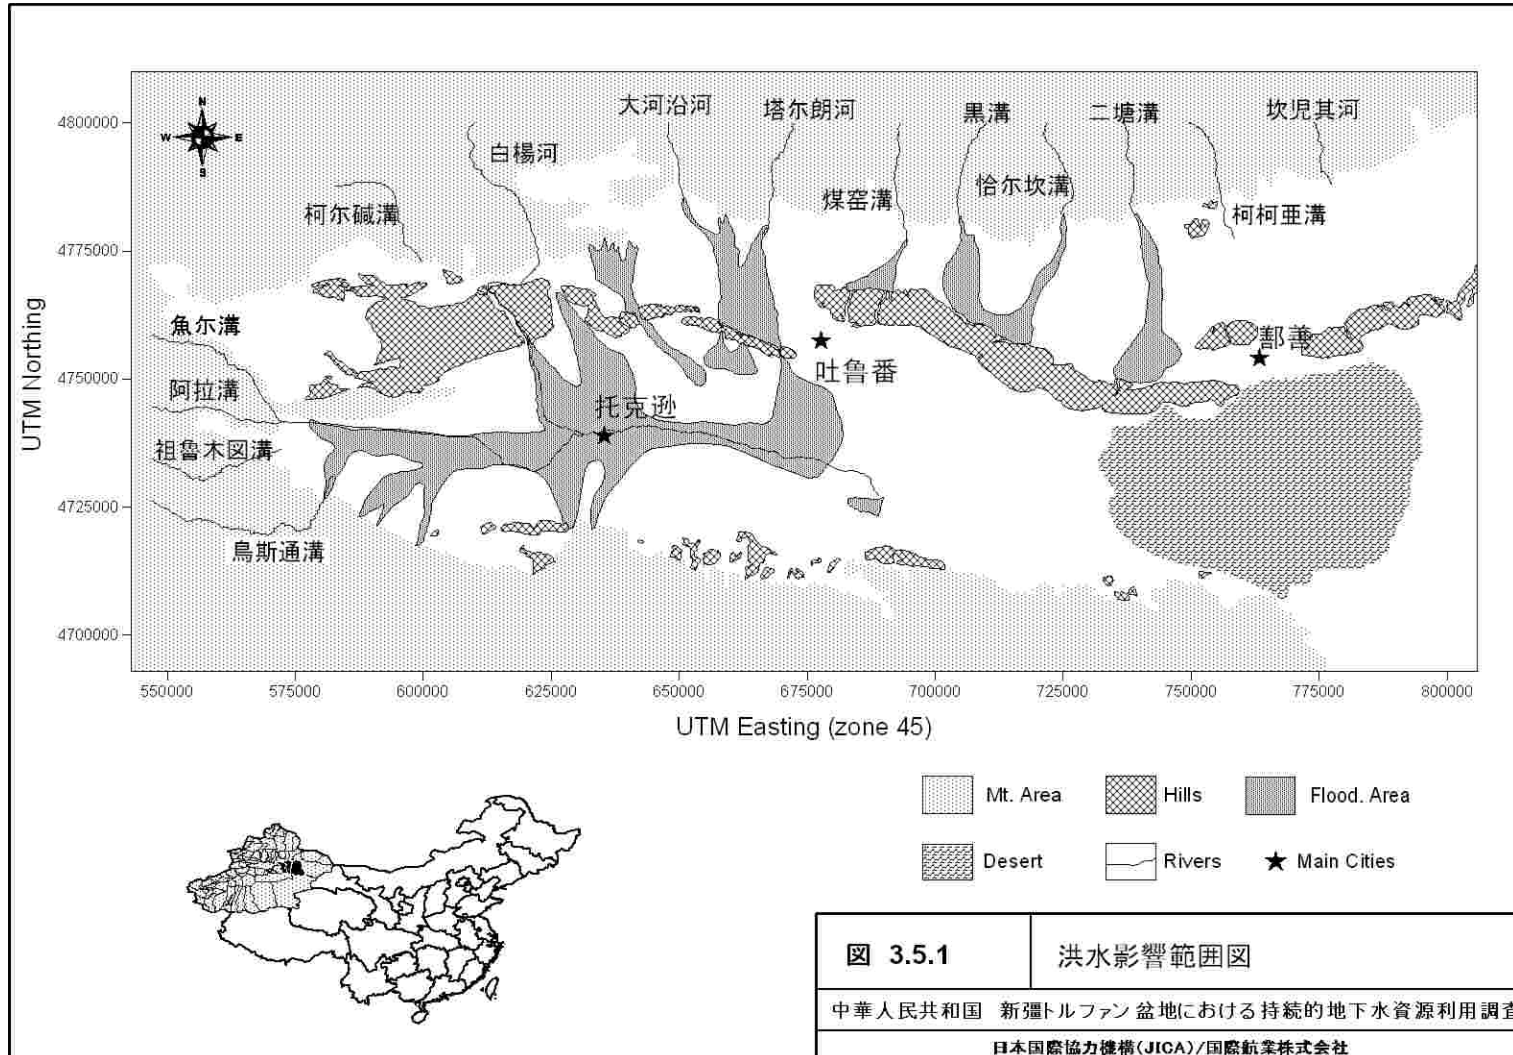 N
W E
S
大河沿河
塔尓朗河
黒溝
二塘溝
坎児其河
白楊河
柯尓碱溝
煤窑溝
恰尓坎溝
柯柯亜溝
魚尓溝
阿拉溝
祖魯木図溝
烏斯通溝
托克逊
吐鲁番
鄯善
UTM Northing
4800000
4775000
4750000
4725000
4700000
550000 575000 600000 625000 650000 675000 700000 725000 750000 775000 800000
UTM Easting (zone 45)
Mt. Area Hills Flood. Area
Desert Rivers Main Cities
図 3.5.1 洪水影響範囲図
中華人民共和国 新疆トルファン盆地における持続的地下水資源利用調査
日本国際協力機構(JICA)/国際航業株式会社